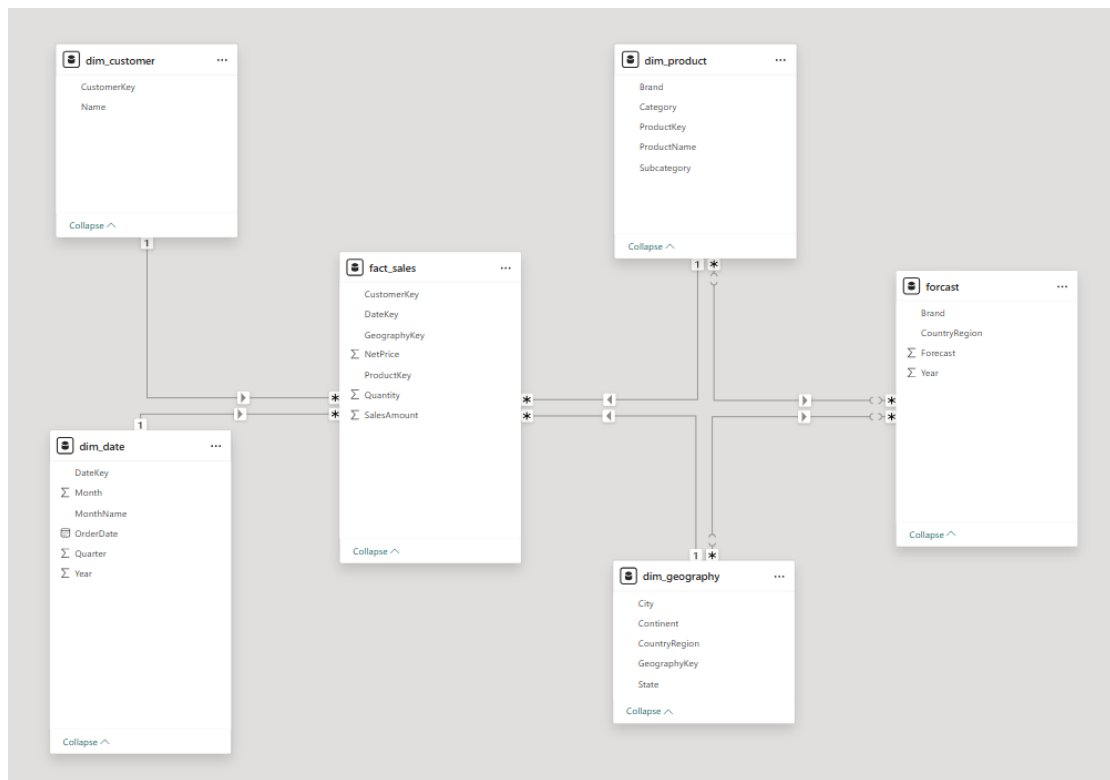 dim_customer
CustomerKey
Name
Collapse
1
dim_product
Brand
Category
ProductKey
ProductName
Subcategory
Collapse
1 *
fact_sales
CustomerKey
DateKey
GeographyKey
NetPrice
ProductKey
Quantity
SalesAmount
Collapse
*
*
*
*
forcast
Brand
CountryRegion
Forecast
Year
Collapse
*
*
1
dim_date
DateKey
Month
MonthName
OrderDate
Quarter
Year
Collapse
1 *
dim_geography
City
Continent
CountryRegion
GeographyKey
State
Collapse